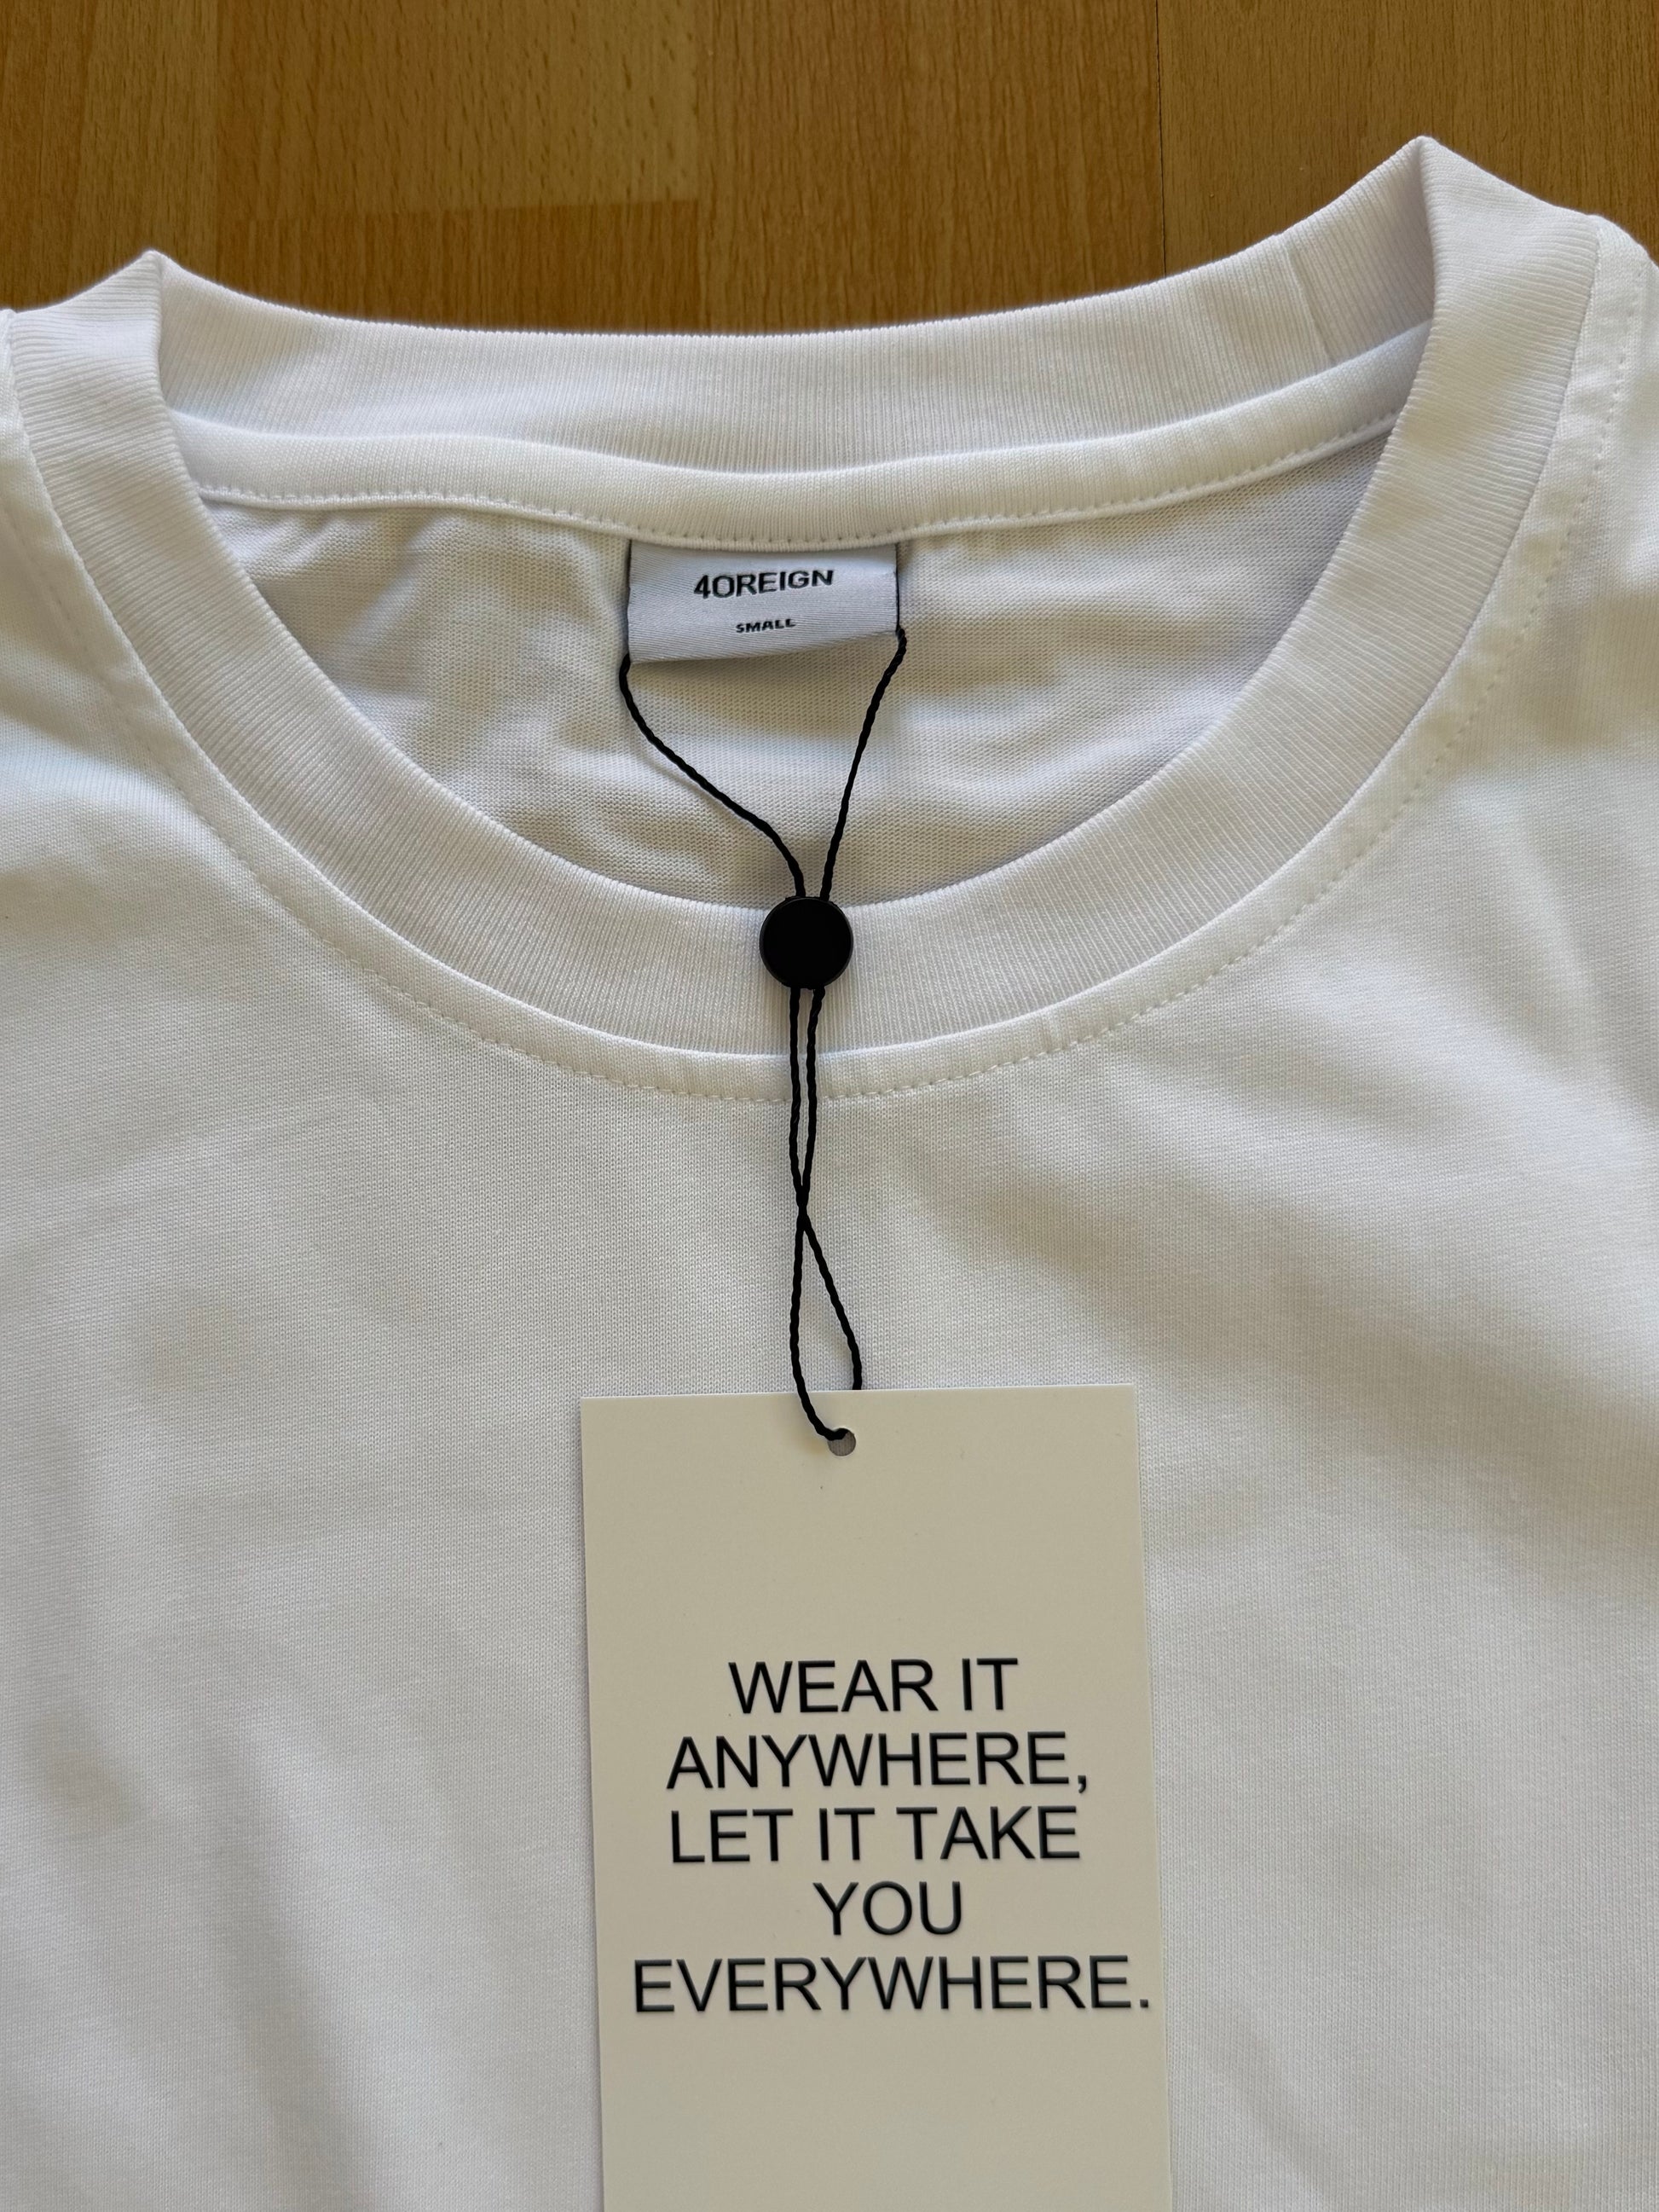 4OREIGN
SMALL
WEAR IT
ANYWHERE,
LET IT TAKE
YOU
EVERYWHERE.